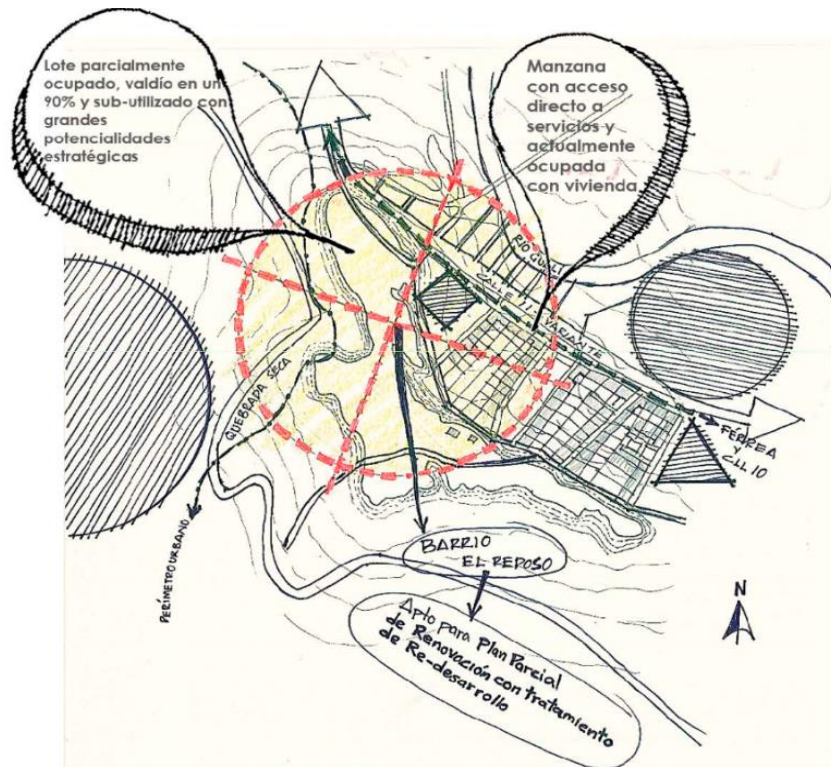 Lote parcialmente
ocupado, valdío en un
90% y sub-utilizado con
grandes
potencialidades
estratégicas
Manzana
con acceso
directo a
servicios y
actualmente
ocupada
con vivienda
RÍO
CALLE
VARIANTE
FÉRREA
Y
CLL 10
QUEBRADA SECA
PERÍMETRO URBANO
BARRIO
EL REPOSO
N
Apto para Plan Parcial
de Renovación con tratamiento
de Re-desarrollo